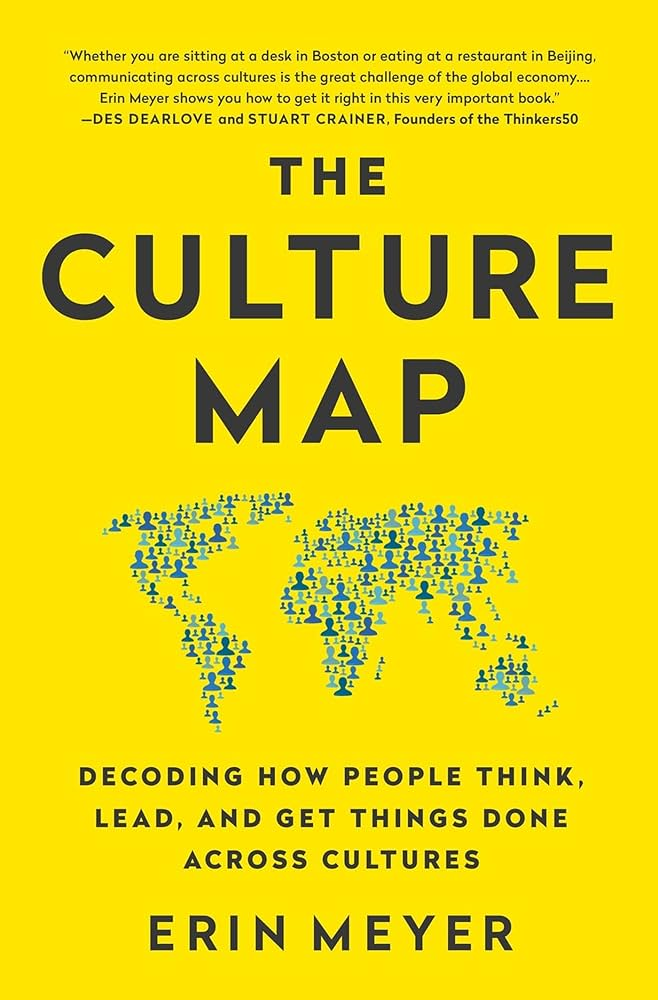 “Whether you are sitting at a desk in Boston or eating at a restaurant in Beijing,
communicating across cultures is the great challenge of the global economy....
Erin Meyer shows you how to get it right in this very important book.”
—DES DEARLOVE and STUART CRAINER, Founders of the Thinkers50
THE
CULTURE
MAP
DECODING HOW PEOPLE THINK,
LEAD, AND GET THINGS DONE
ACROSS CULTURES
ERIN MEYER